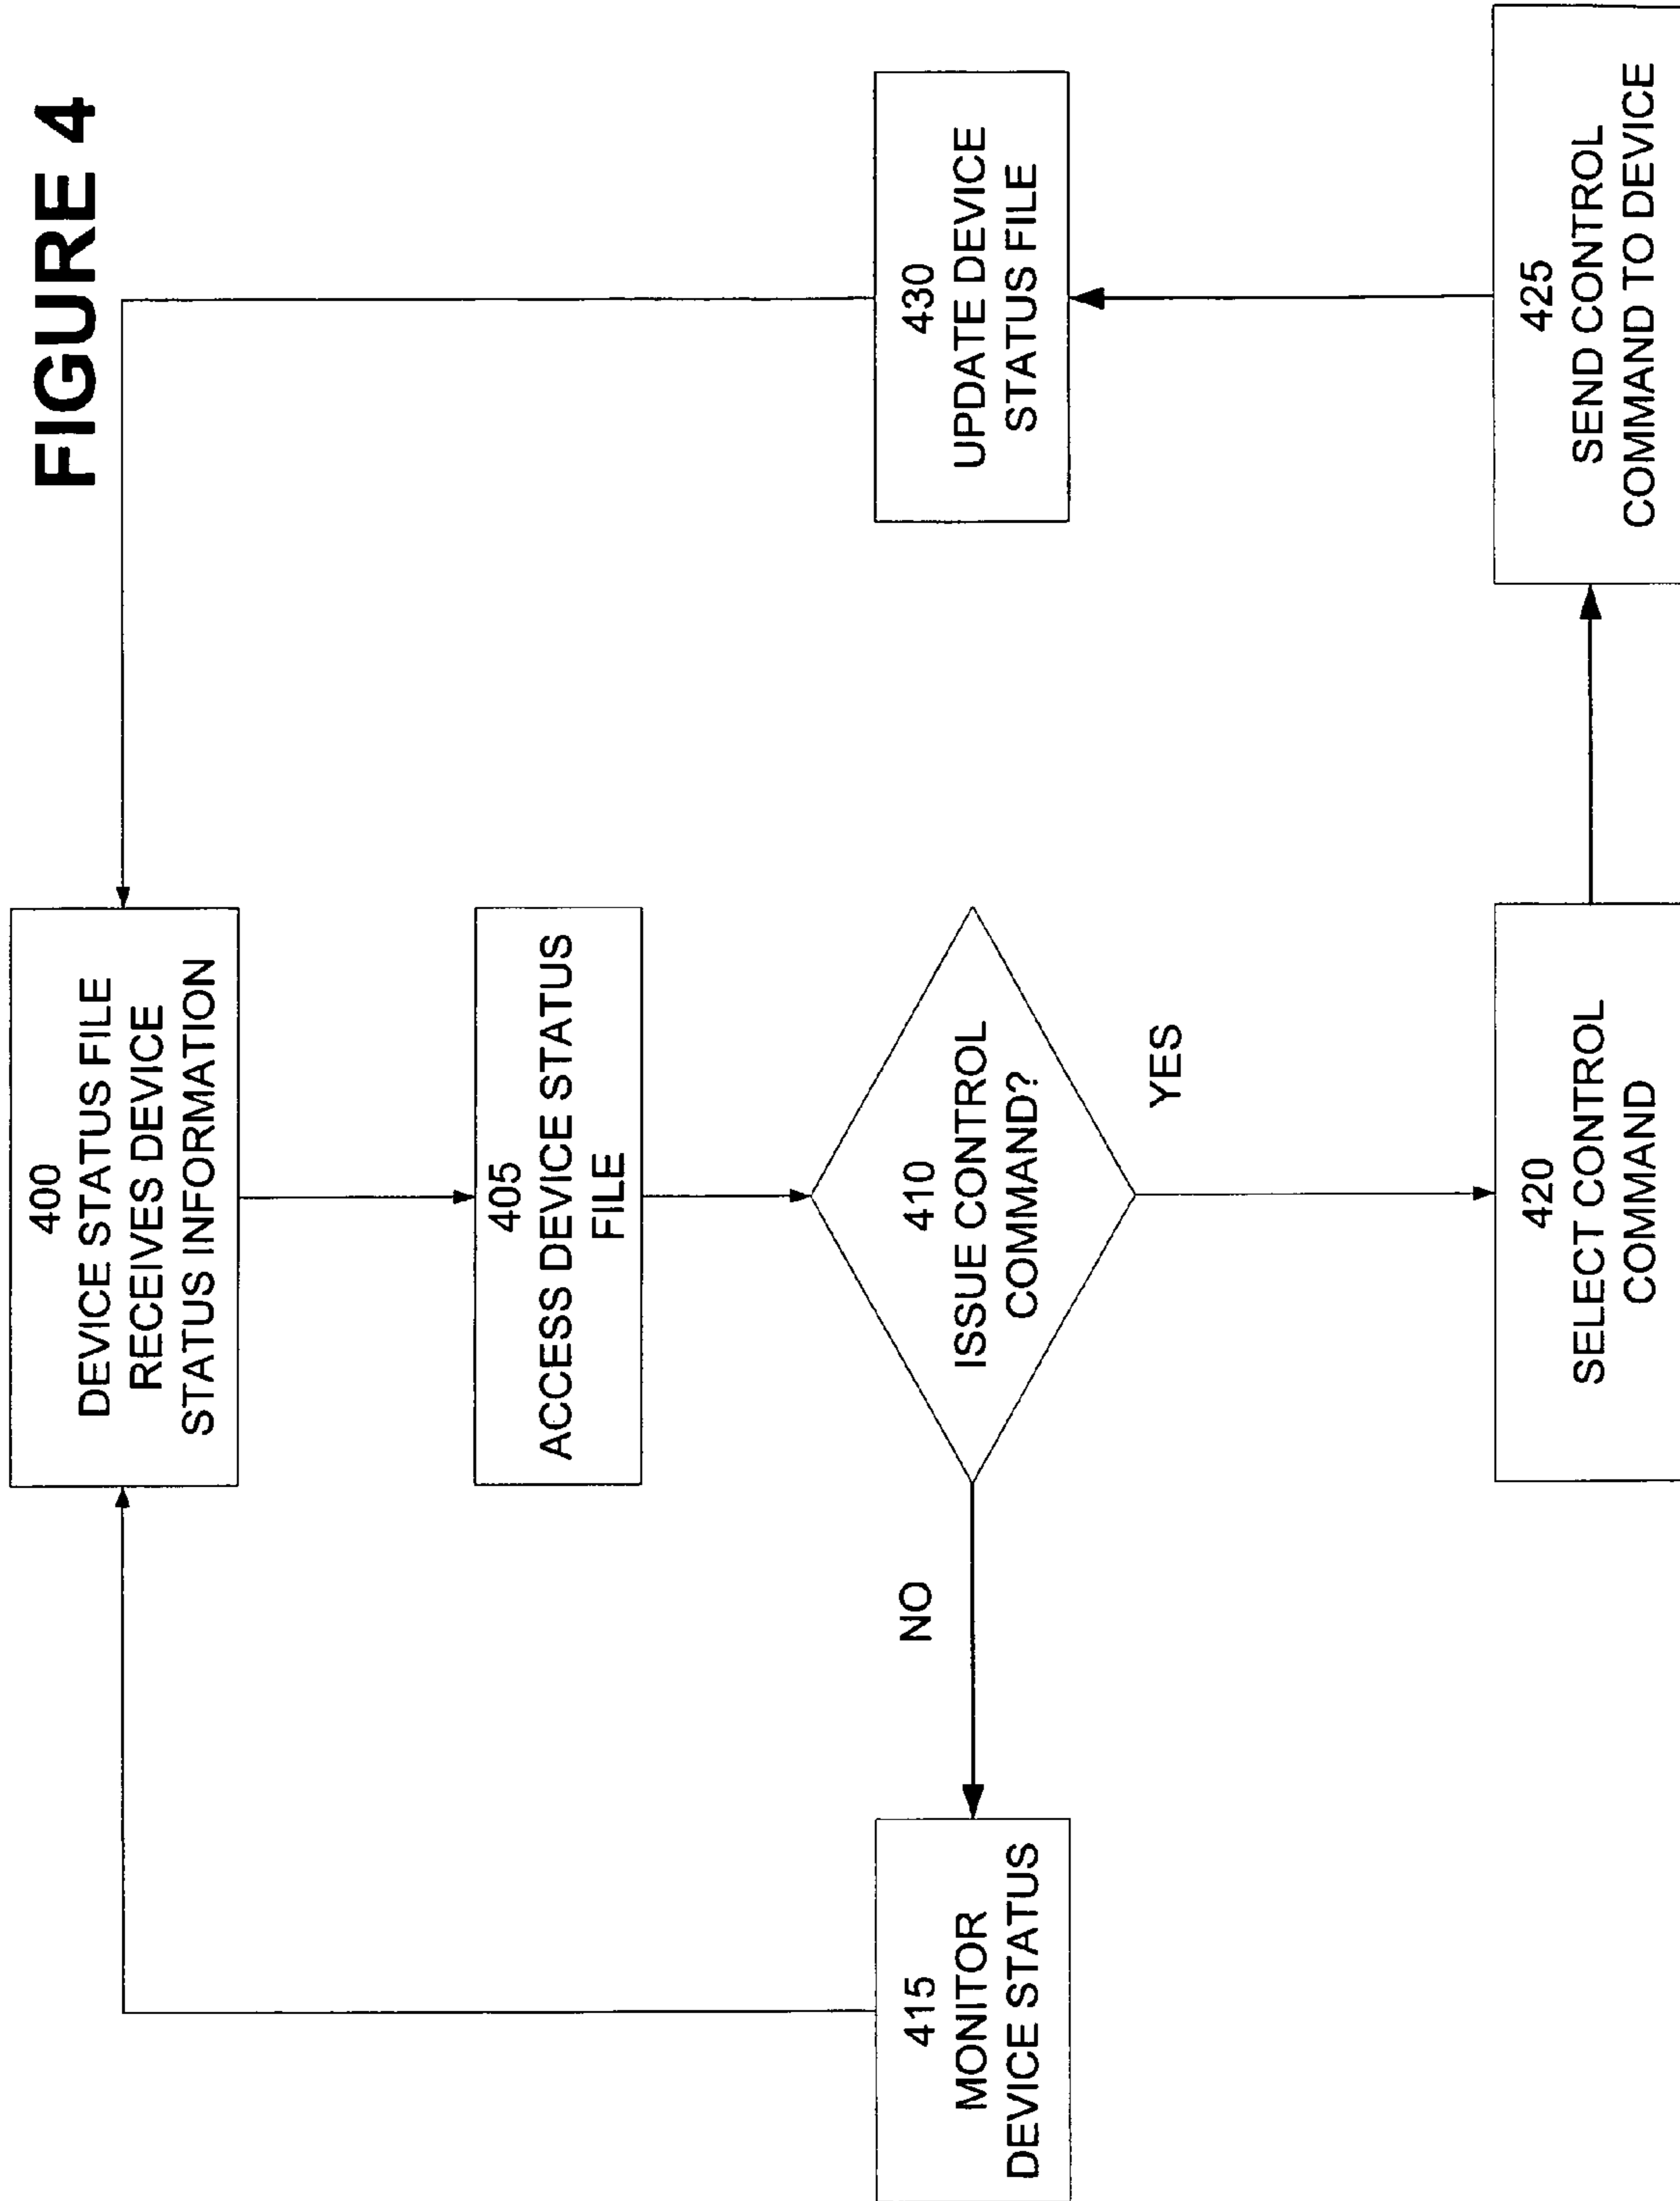 FIGURE 4
400
DEVICE STATUS FILE
RECEIVES DEVICE
STATUS INFORMATION
405
ACCESS DEVICE STATUS
FILE
410
ISSUE CONTROL
COMMAND?
NO
YES
415
MONITOR
DEVICE STATUS
430
UPDATE DEVICE
STATUS FILE
420
SELECT CONTROL
COMMAND
425
SEND CONTROL
COMMAND TO DEVICE